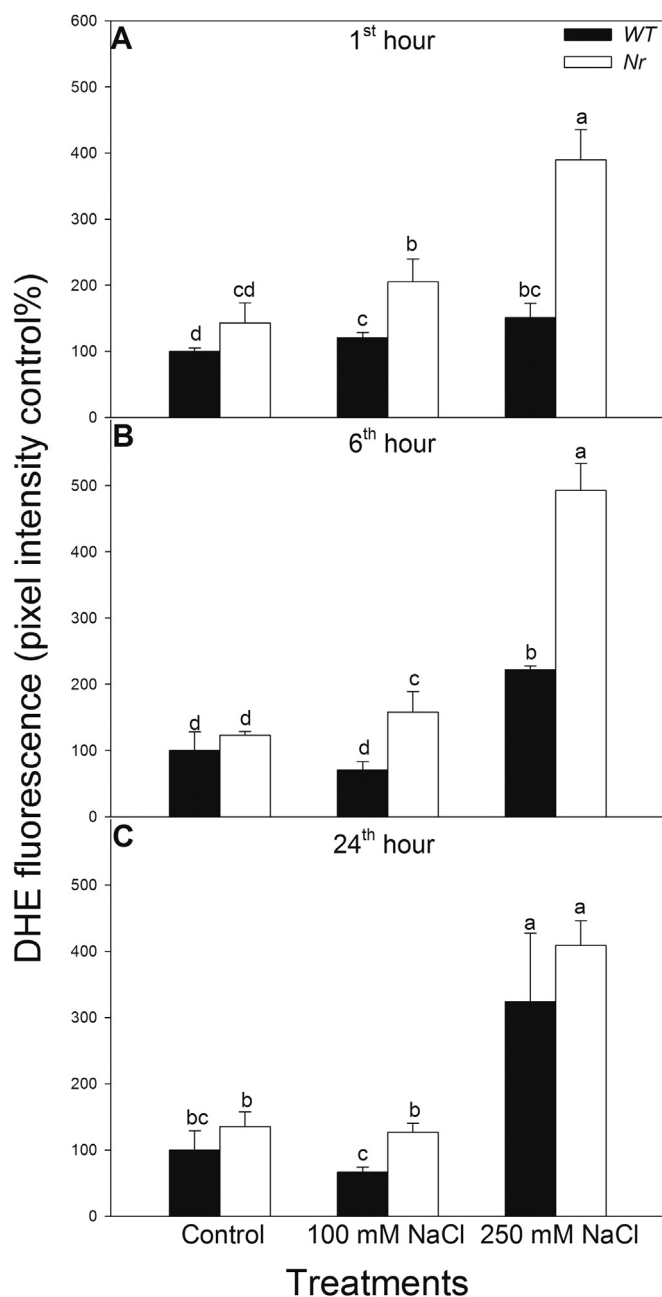 DHE fluorescence (pixel intensity control%)
A
1st hour
WT
Nr
600
500
400
300
200
100
0
d
cd
c
b
bc
a
B
6th hour
500
400
300
200
100
0
d
d
d
c
b
a
C
24th hour
500
400
300
200
100
0
bc
b
c
b
a
a
Control
100 mM NaCl
250 mM NaCl
Treatments